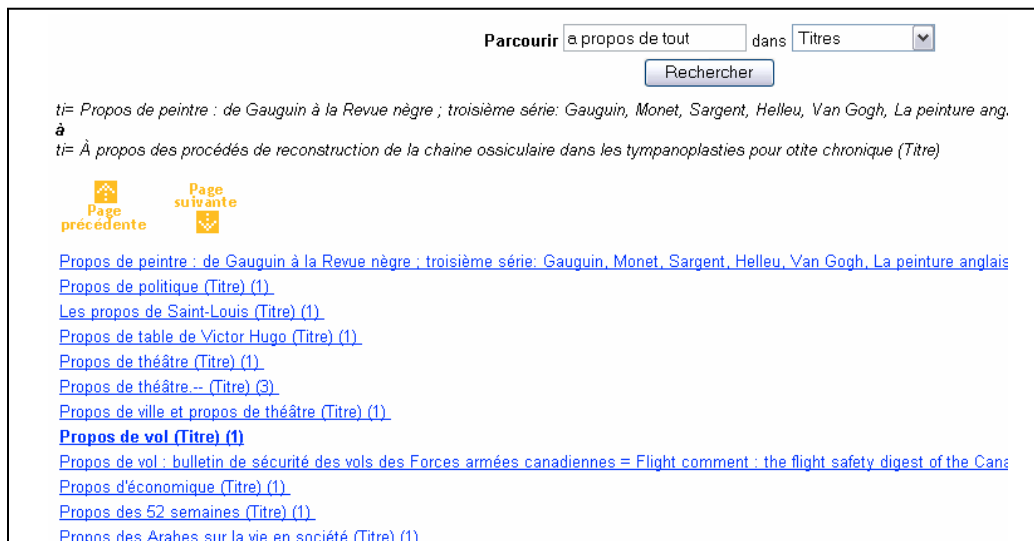 Parcourir a propos de tout dans Titres
Rechercher
ti= Propos de peintre : de Gauguin à la Revue nègre ; troisième série: Gauguin, Monet, Sargent, Helleu, Van Gogh, La peinture ang.
à
ti= À propos des procédés de reconstruction de la chaine ossiculaire dans les tympanoplasties pour otite chronique (Titre)
Page précédente
Page suivante
Propos de peintre : de Gauguin à la Revue nègre ; troisième série: Gauguin, Monet, Sargent, Helleu, Van Gogh, La peinture anglais
Propos de politique (Titre) (1)
Les propos de Saint-Louis (Titre) (1)
Propos de table de Victor Hugo (Titre) (1)
Propos de théâtre (Titre) (1)
Propos de théâtre.-- (Titre) (3)
Propos de ville et propos de théâtre (Titre) (1)
Propos de vol (Titre) (1)
Propos de vol : bulletin de sécurité des vols des Forces armées canadiennes = Flight comment : the flight safety digest of the Cana
Propos d'économique (Titre) (1)
Propos des 52 semaines (Titre) (1)
Propos des Arabes sur la vie en société (Titre) (1)